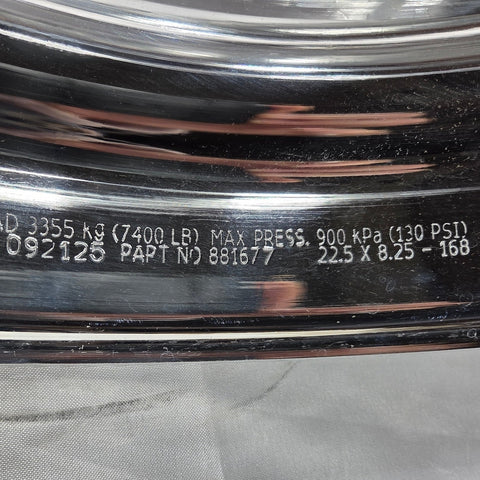 AD 3355 kg (7400 LB) MAX PRESS. 900 kPa (130 PSI)
092125 PART NO 881677 22.5 X 8.25 - 168